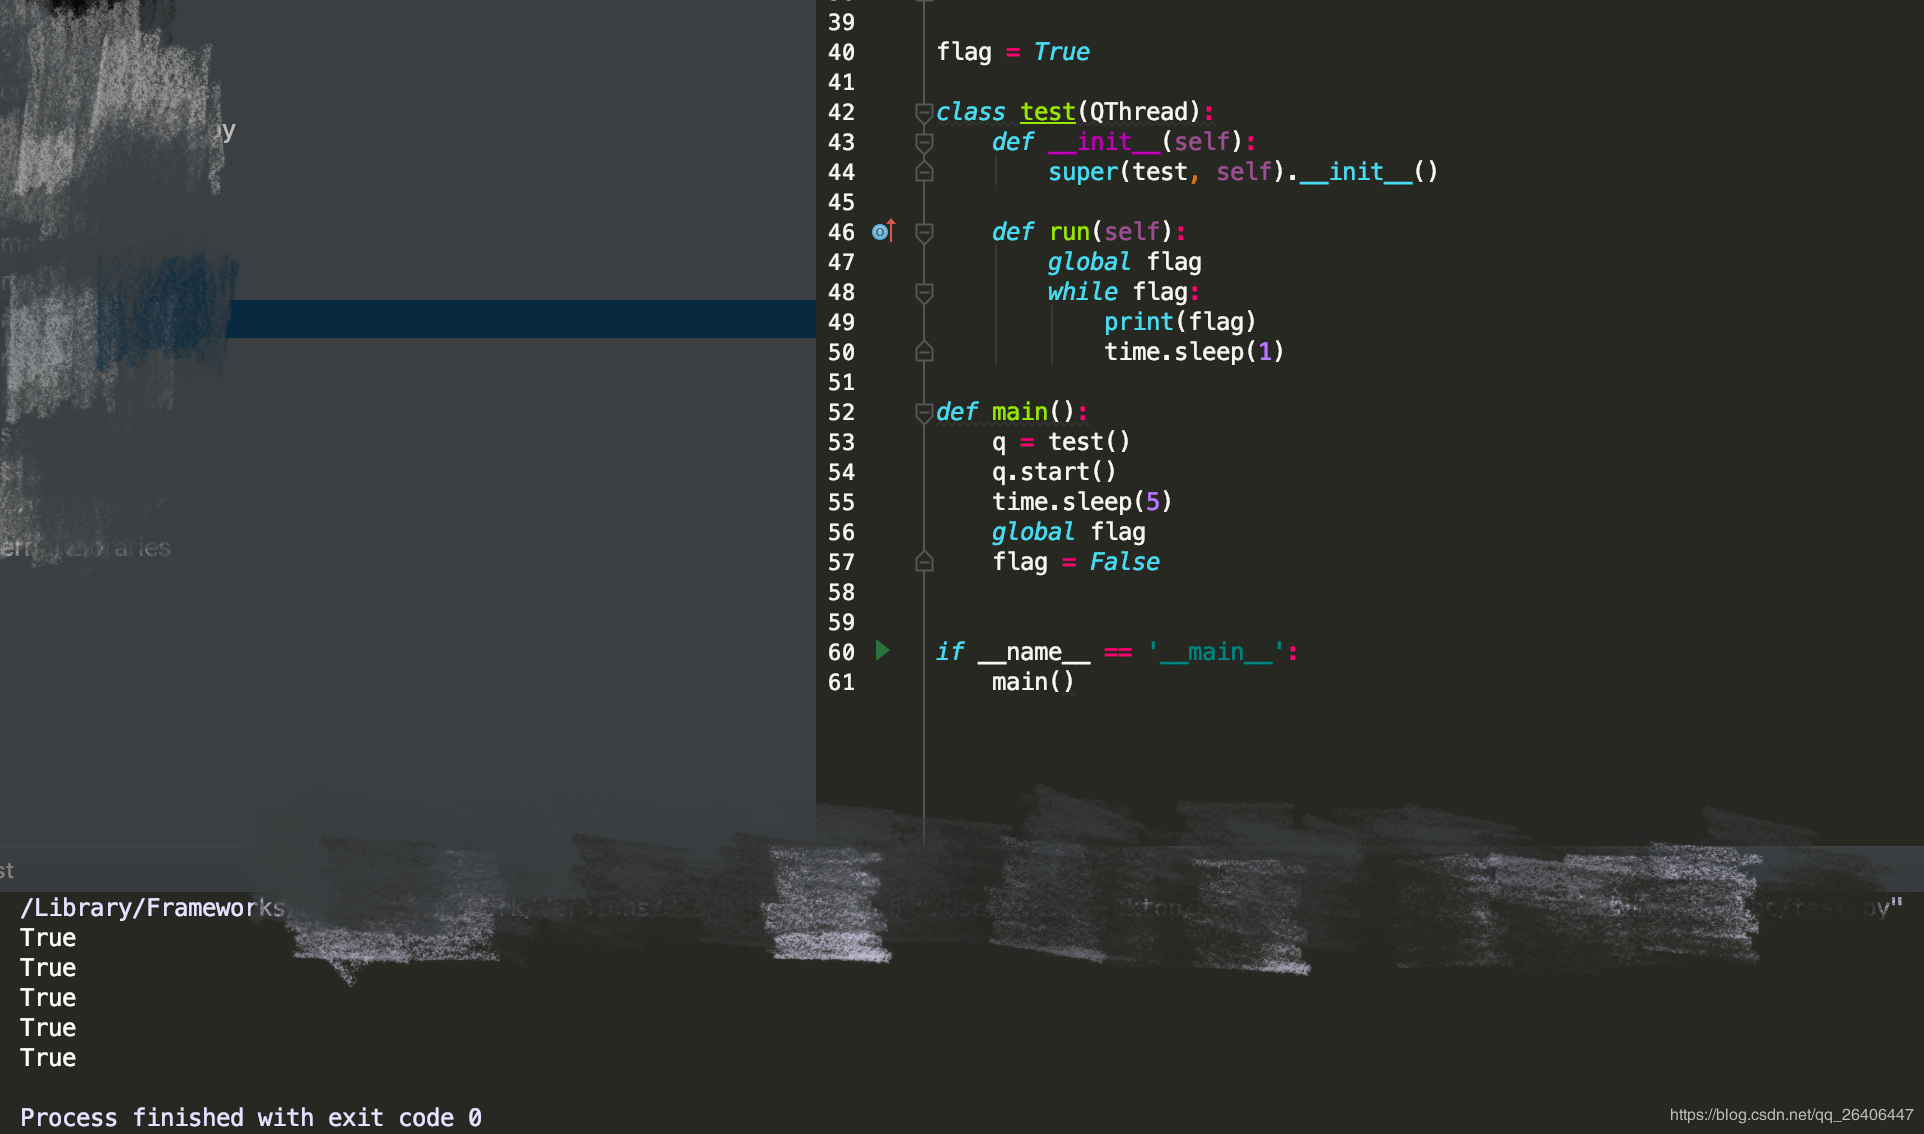 39
40 flag = True
41
42 class test(QThread):
43 def __init__(self):
44 super(test, self).__init__()
45
46 def run(self):
47 global flag
48 while flag:
49 print(flag)
50 time.sleep(1)
51
52 def main():
53 q = test()
54 q.start()
55 time.sleep(5)
56 global flag
57 flag = False
58
59
60 if __name__ == '__main__':
61 main()
/Library/Frameworks
True
True
True
True
True
Process finished with exit code 0
https://blog.csdn.net/qq_26406447